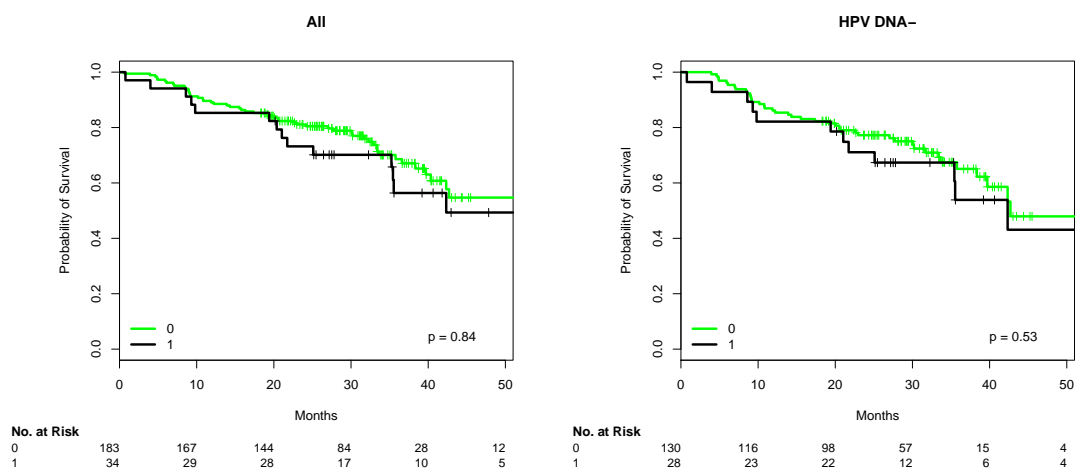 All
Probability of Survival
1.0
0.8
0.6
0.4
0.2
0.0
0
1
p = 0.84
0 10 20 30 40 50
Months
No. at Risk
0 183 167 144 84 28 12
1 34 29 28 17 10 5
HPV DNA−
Probability of Survival
1.0
0.8
0.6
0.4
0.2
0.0
0
1
p = 0.53
0 10 20 30 40 50
Months
No. at Risk
0 130 116 98 57 15 4
1 28 23 22 12 6 4